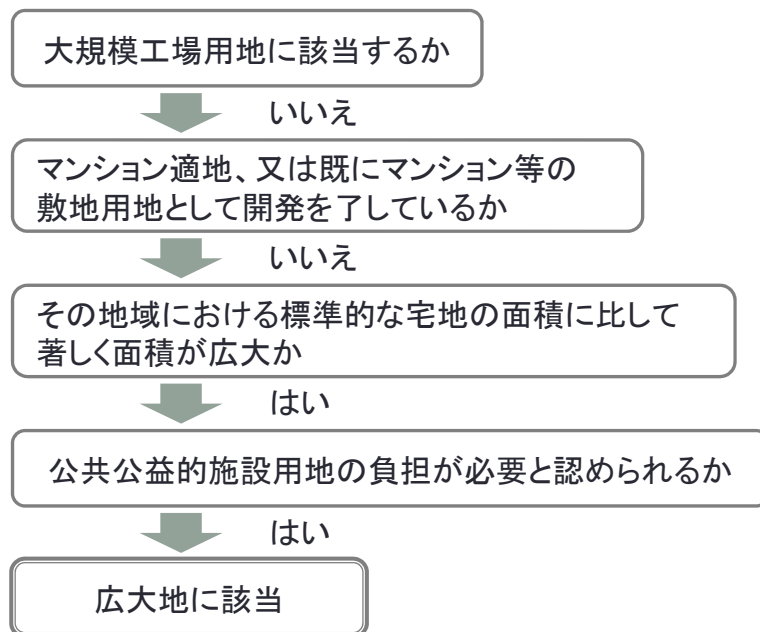 大規模工場用地に該当するか
いいえ
マンション適地、又は既にマンション等の
敷地用地として開発を了しているか
いいえ
その地域における標準的な宅地の面積に比して
著しく面積が広大か
はい
公共公益的施設用地の負担が必要と認められるか
はい
広大地に該当